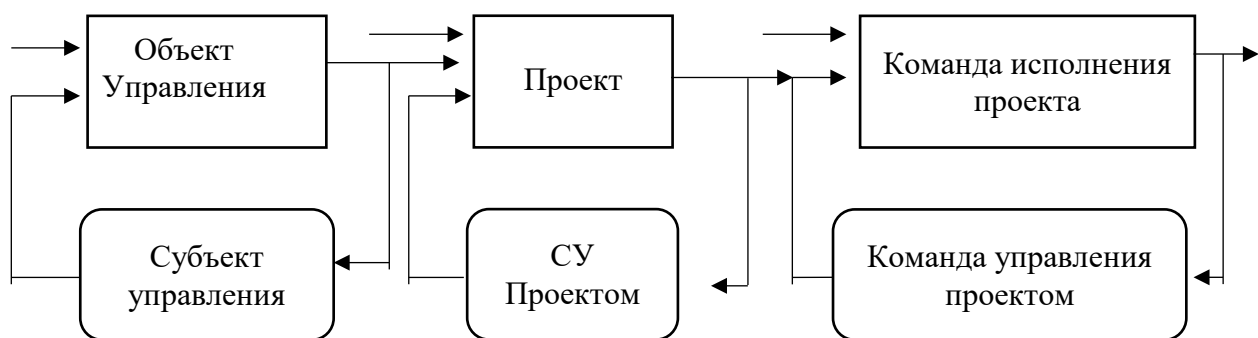 Объект
Управления
Проект
Команда исполнения
проекта
Субъект
управления
СУ
Проектом
Команда управления
проектом